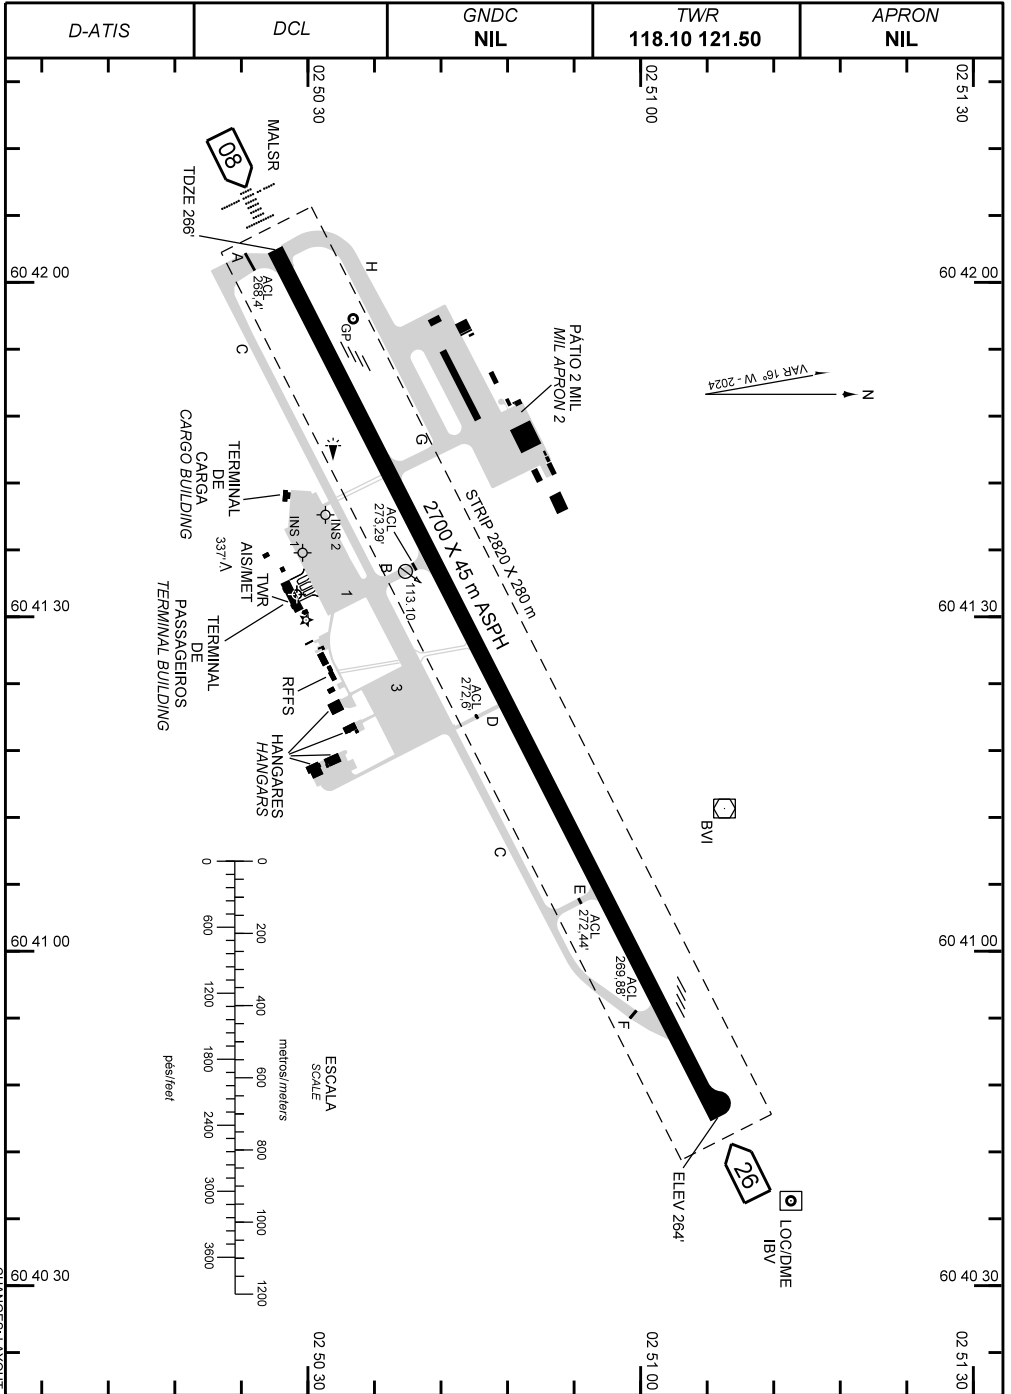 D-ATIS
DCL
GNDC
NIL
TWR
118.10 121.50
APRON
NIL
02 50 30
02 51 00
02 51 30
60 42 00
60 42 00
60 41 30
60 41 30
60 41 00
60 41 00
60 40 30
60 40 30
02 50 30
02 51 00
02 51 30
08
MALSR
TDZE 266'
A
ACL
268,4'
C
H
GP
PÁTIO 2 MIL
MIL APRON 2
VAR 16° W - 2024
N
G
STRIP 2820 X 280 m
2700 X 45 m ASPH
TERMINAL
DE
CARGA
CARGO BUILDING
INS 2
INS 1
ACL
273,29'
B
113.10
1
337'
TWR
AIS/MET
TERMINAL
DE
PASSAGEIROS
TERMINAL BUILDING
RFFS
3
ACL
272,6'
D
HANGARES
HANGARS
BVI
C
E
ACL
272,44'
ACL
269,88'
F
ELEV 264'
26
LOC/DME
IBV
ESCALA
SCALE
metros/meters
0 200 400 600 800 1000 1200
0 600 1200 1800 2400 3000 3600
pés/feet
CHANGES: LAYOUT